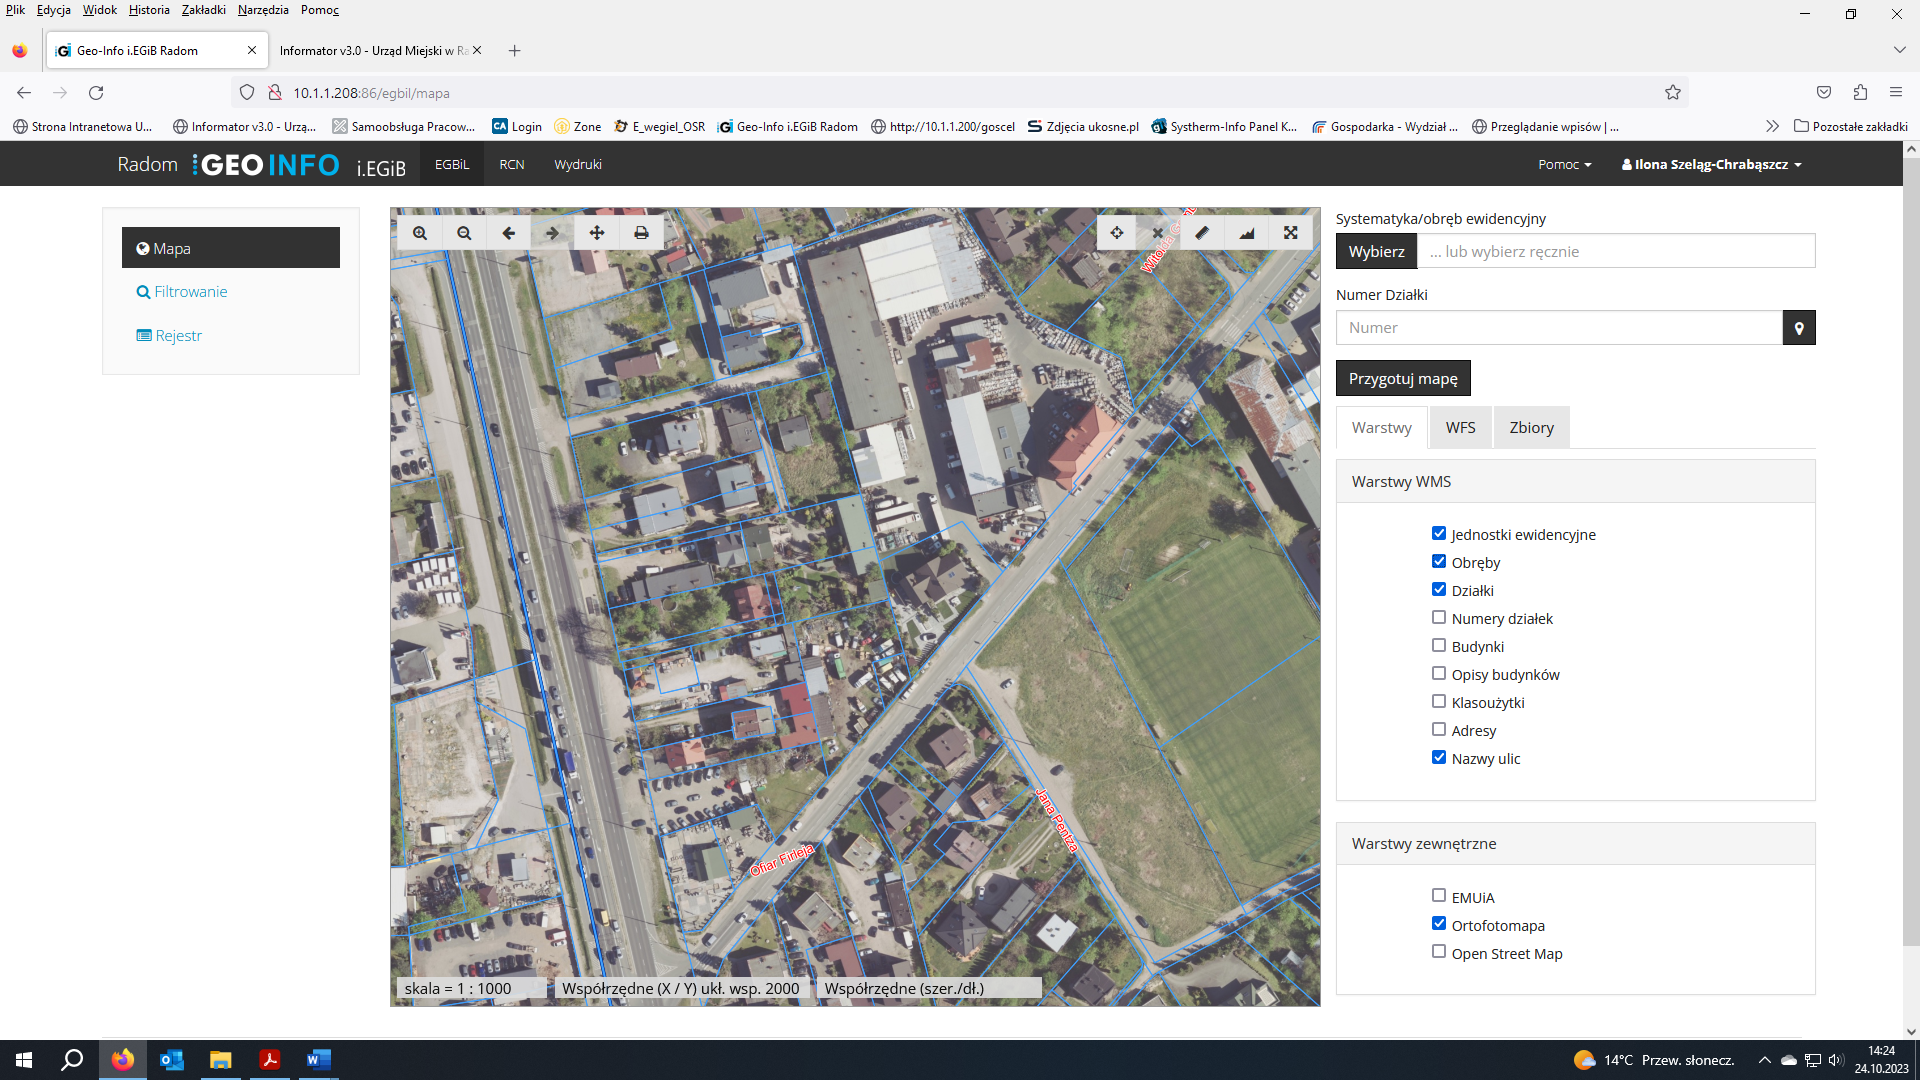 Plik Edycja Widok Historia Zakładki Narzędzia Pomoc
Geo-Info i.EGiB Radom
Informator v3.0 - Urząd Miejski w Ra
10.1.1.208:86/egbil/mapa
Strona Intranetowa U...
Informator v3.0 - Urzą...
Samoobsługa Pracow...
CA Login
Zone
E_wegiel_OSR
Geo-Info i.EGiB Radom
http://10.1.1.200/goscel
Zdjęcia ukosne.pl
Systherm-Info Panel K...
Gospodarka - Wydział ...
Przeglądanie wpisów | ...
Pozostałe zakładki
Radom GEOINFO i.EGiB
EGBiL
RCN
Wydruki
Pomoc
Ilona Szeląg-Chrabąszcz
Mapa
Filtrowanie
Rejestr
Witolda
Jana Pentza
Ofiar Firleja
skala = 1 : 1000
Współrzędne (X / Y) ukł. wsp. 2000
Współrzędne (szer./dł.)
Systematyka/obręb ewidencyjny
Wybierz
... lub wybierz ręcznie
Numer Działki
Numer
Przygotuj mapę
Warstwy
WFS
Zbiory
Warstwy WMS
Jednostki ewidencyjne
Obręby
Działki
Numery działek
Budynki
Opisy budynków
Klasoużytki
Adresy
Nazwy ulic
Warstwy zewnętrzne
EMUiA
Ortofotomapa
Open Street Map
14°C Przew. słonecz.
14:24
24.10.2023